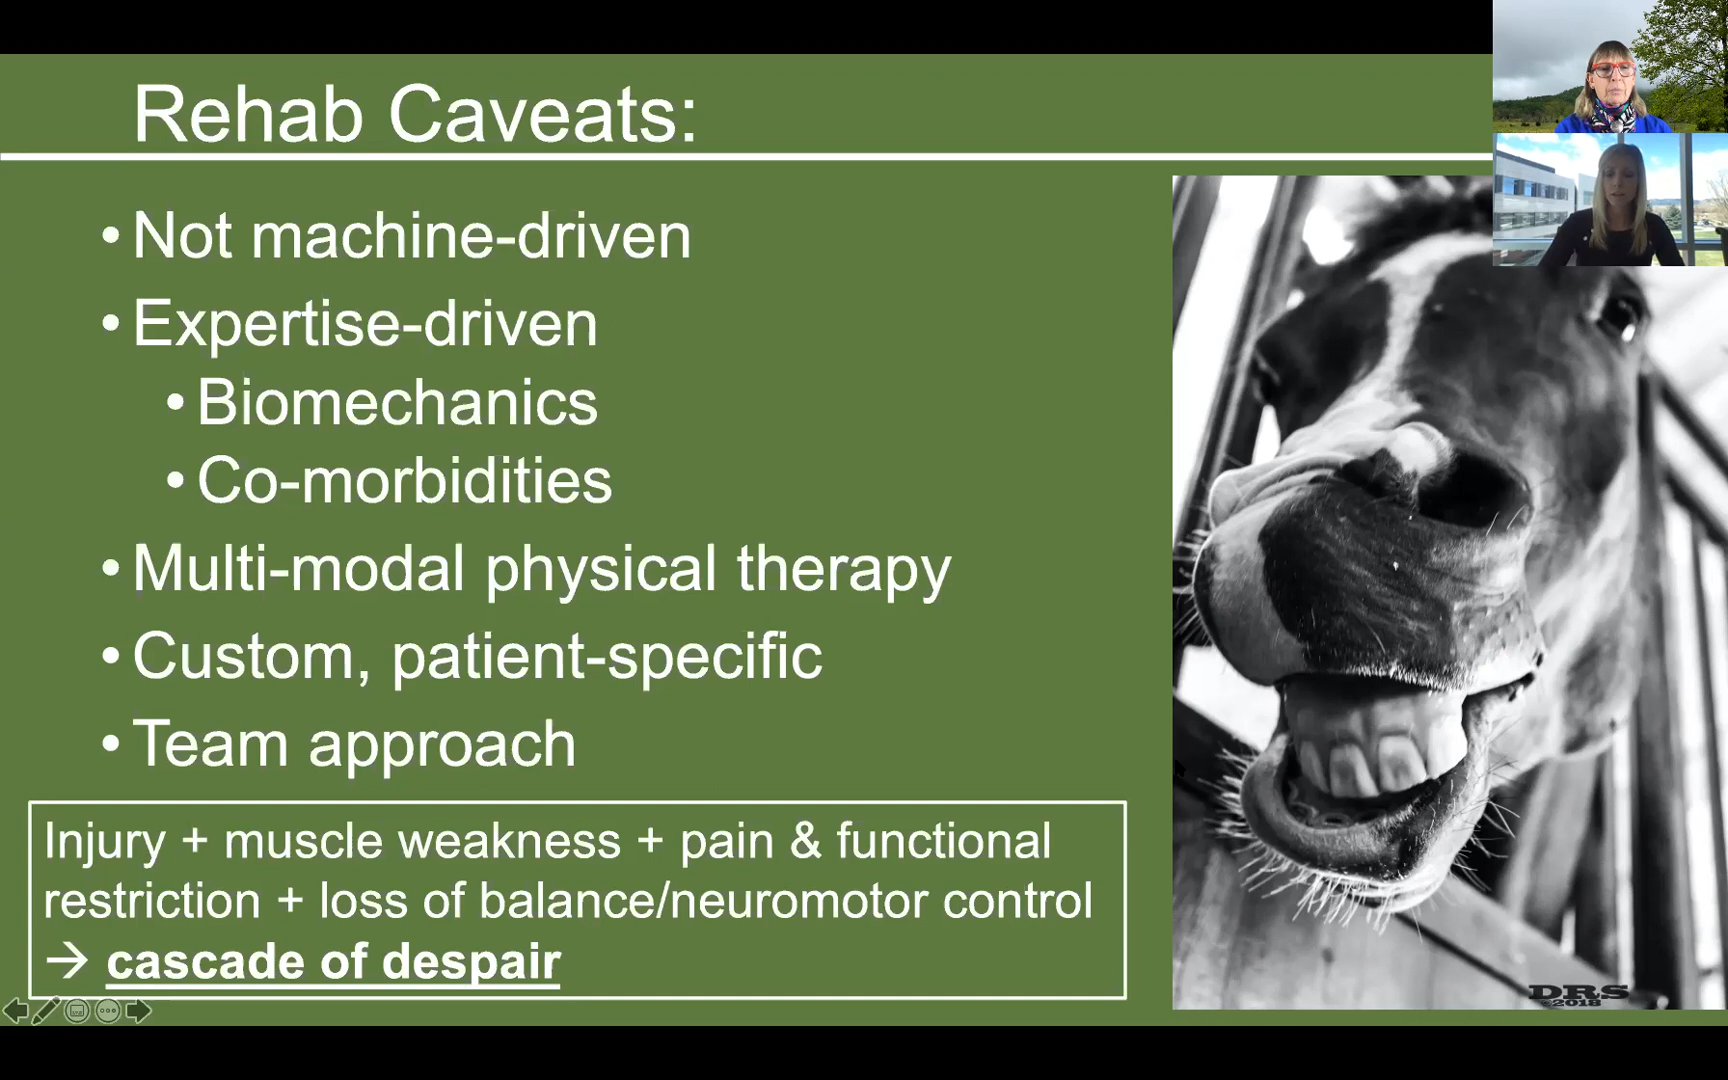 Rehab Caveats:
• Not machine-driven
• Expertise-driven
• Biomechanics
• Co-morbidities
• Multi-modal physical therapy
• Custom, patient-specific
• Team approach
Injury + muscle weakness + pain & functional
restriction + loss of balance/neuromotor control
→ cascade of despair
DRS
©2018